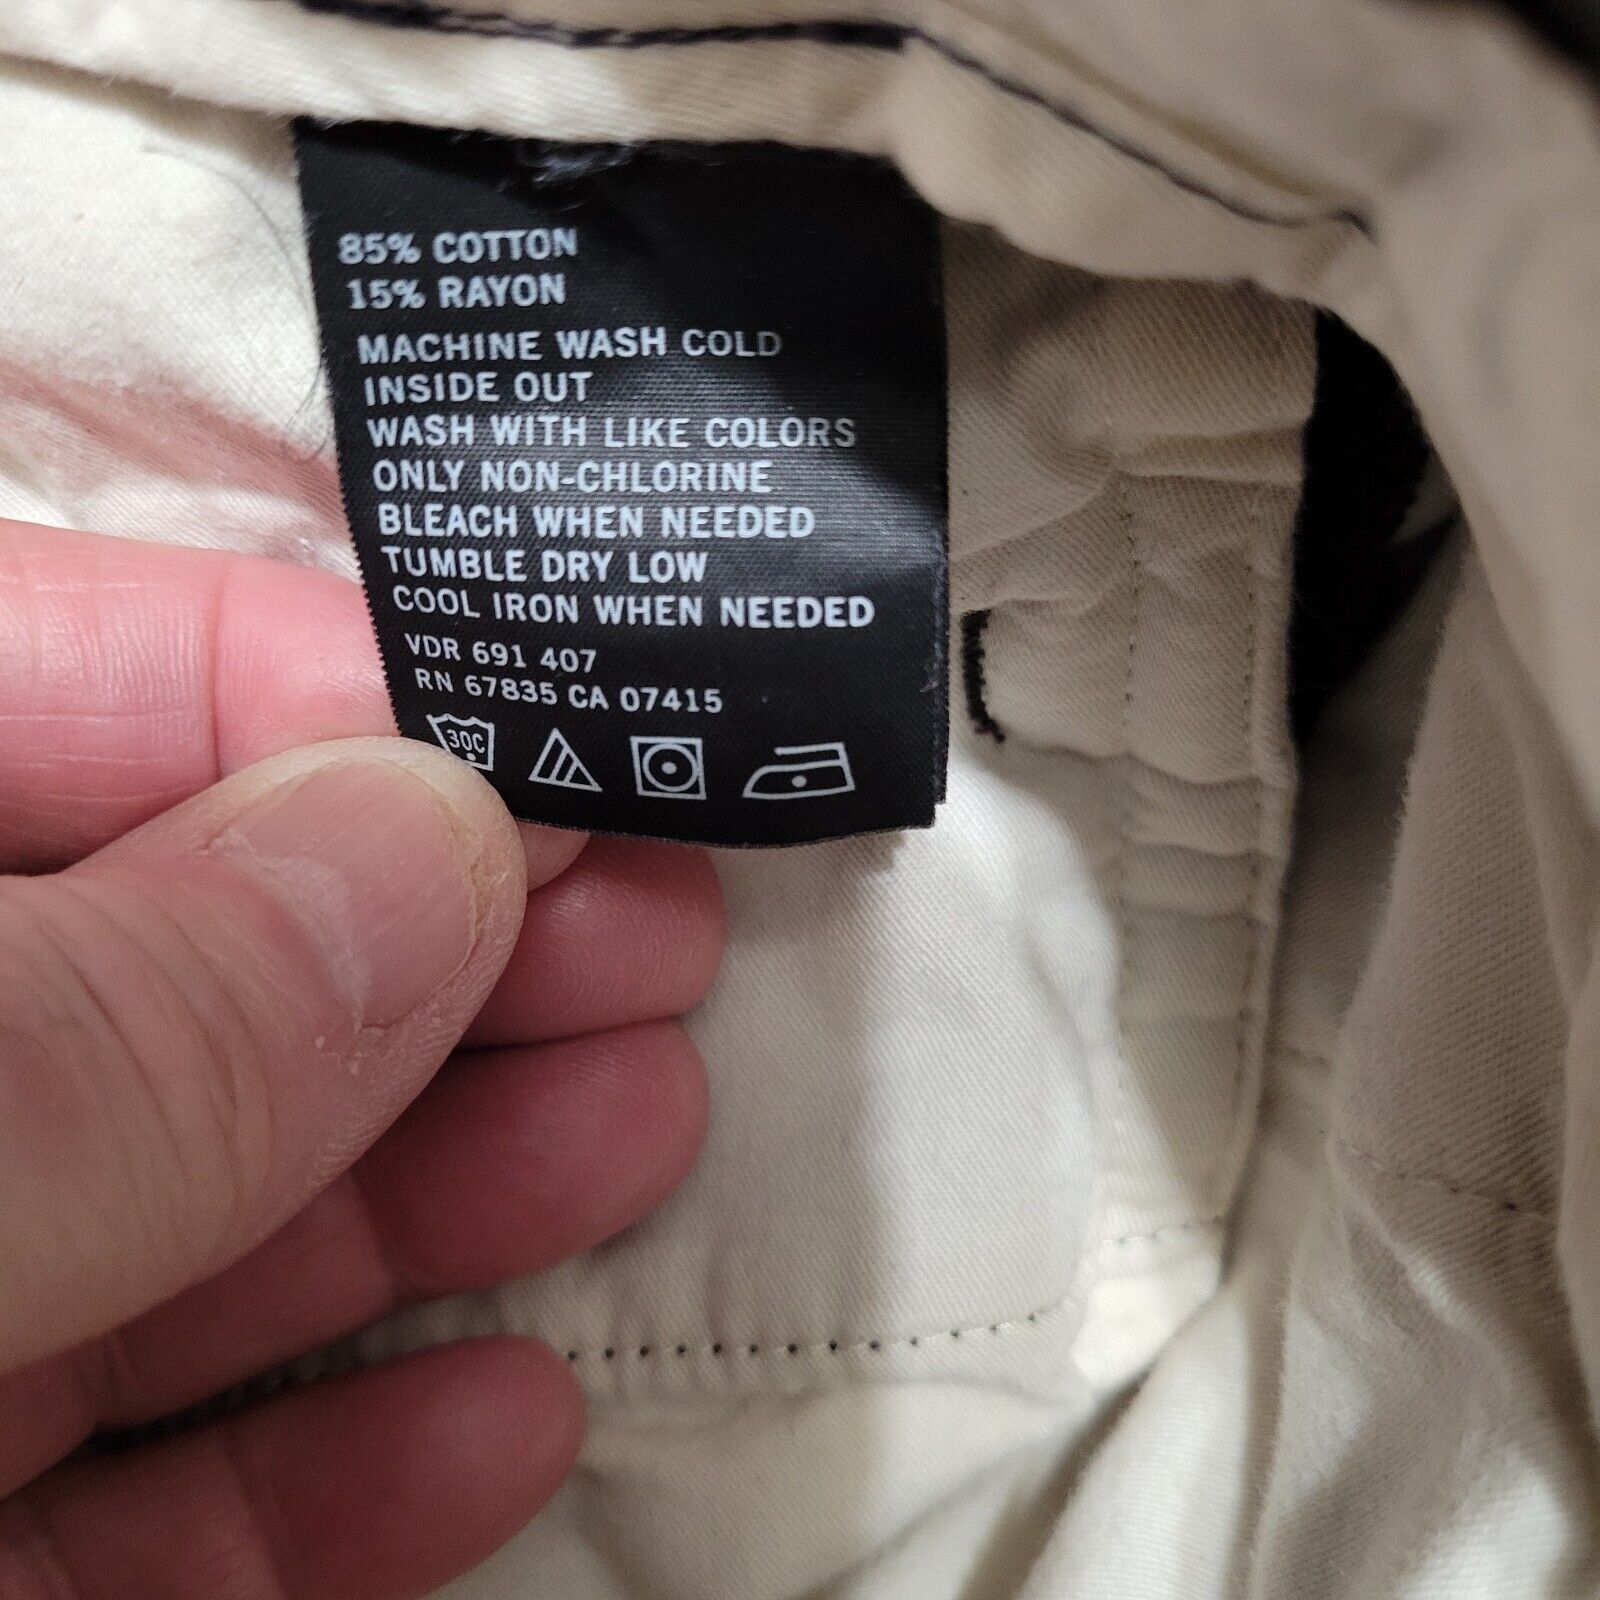 85% COTTON
15% RAYON
MACHINE WASH COLD
INSIDE OUT
WASH WITH LIKE COLORS
ONLY NON-CHLORINE
BLEACH WHEN NEEDED
TUMBLE DRY LOW
COOL IRON WHEN NEEDED
VDR 691 407
RN 67835 CA 07415
30C